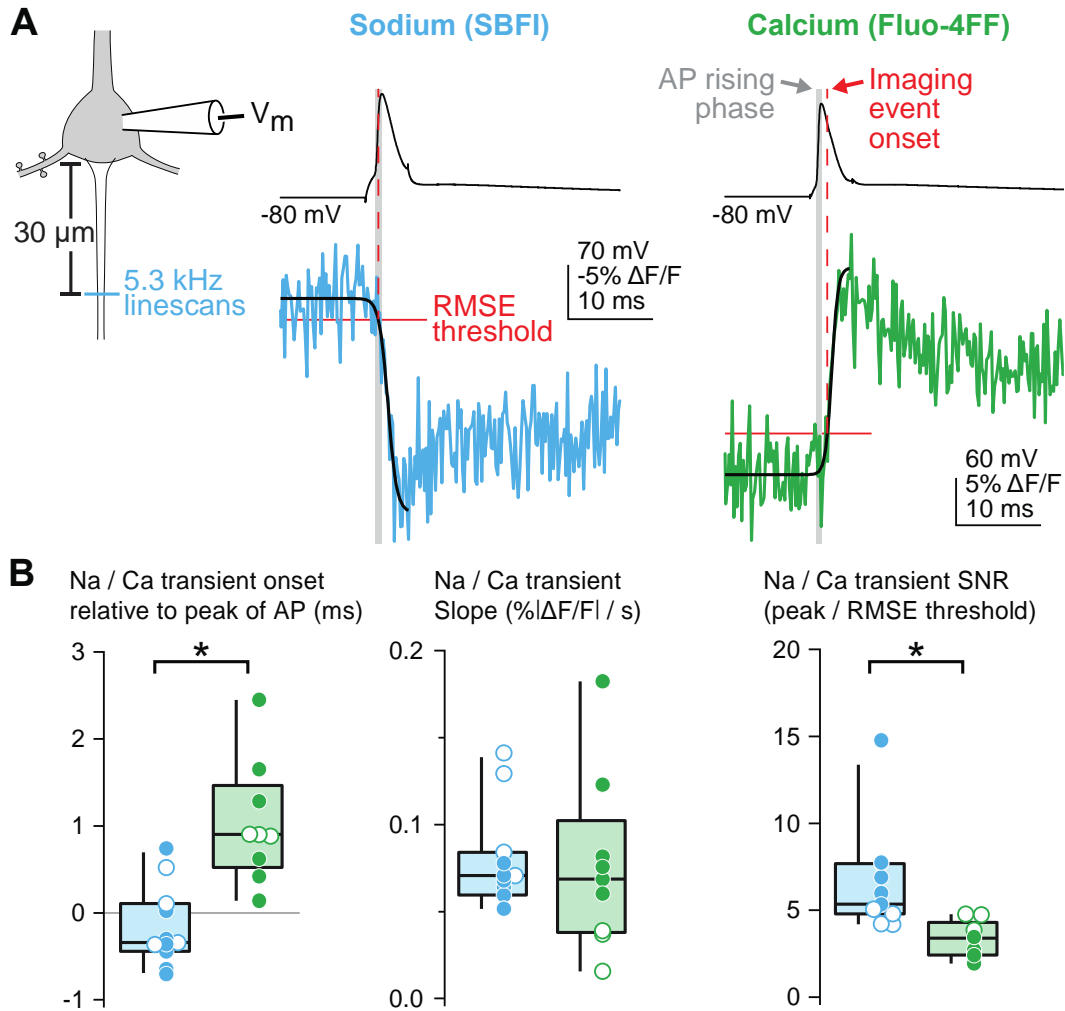 A
Sodium (SBFI)
Calcium (Fluo-4FF)
Vm
30 µm
5.3 kHz
linescans
-80 mV
RMSE
threshold
70 mV
-5% ΔF/F
10 ms
AP rising
phase
Imaging
event
onset
-80 mV
60 mV
5% ΔF/F
10 ms
B
Na / Ca transient onset
relative to peak of AP (ms)
3
2
1
0
-1
*
Na / Ca transient
Slope (%|ΔF/F| / s)
0.2
0.1
0.0
Na / Ca transient SNR
(peak / RMSE threshold)
20
15
10
5
0
*